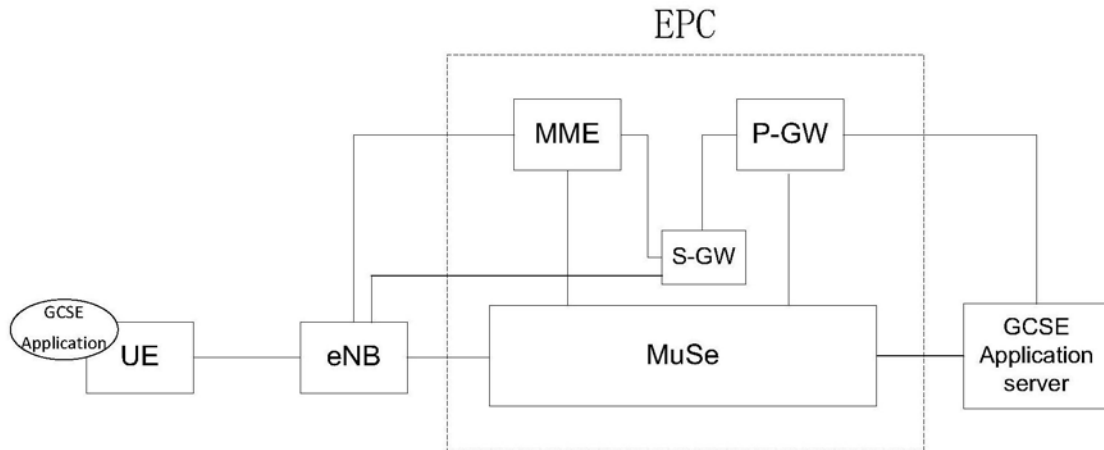 EPC
MME
P-GW
S-GW
GCSE
Application
UE
eNB
MuSe
GCSE
Application
server